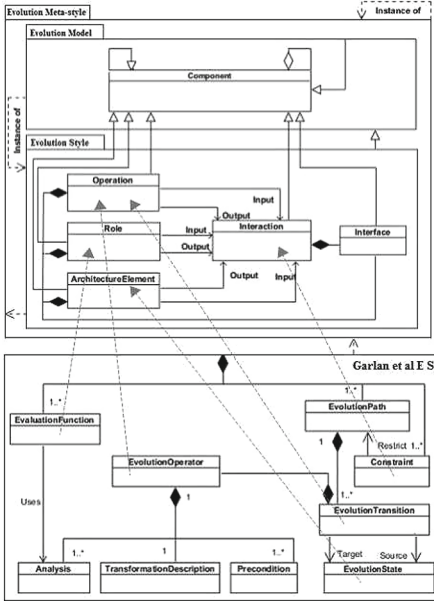 Evolution Meta-style
Instance of
Evolution Model
Component
Instance of
Evolution Style
Operation
Input
Output
Role
Input
Interaction
Interface
Output
ArchitectureElement
Output
Input
Garlan et al E S
1..*
1..*
EvaluationFunction
EvolutionPath
1
Restrict
1..*
EvolutionOperator
Constraint
Uses
1
1..*
EvolutionTransition
1..*
1
1..*
Target
Source
Analysis
TransformationDescription
Precondition
EvolutionState